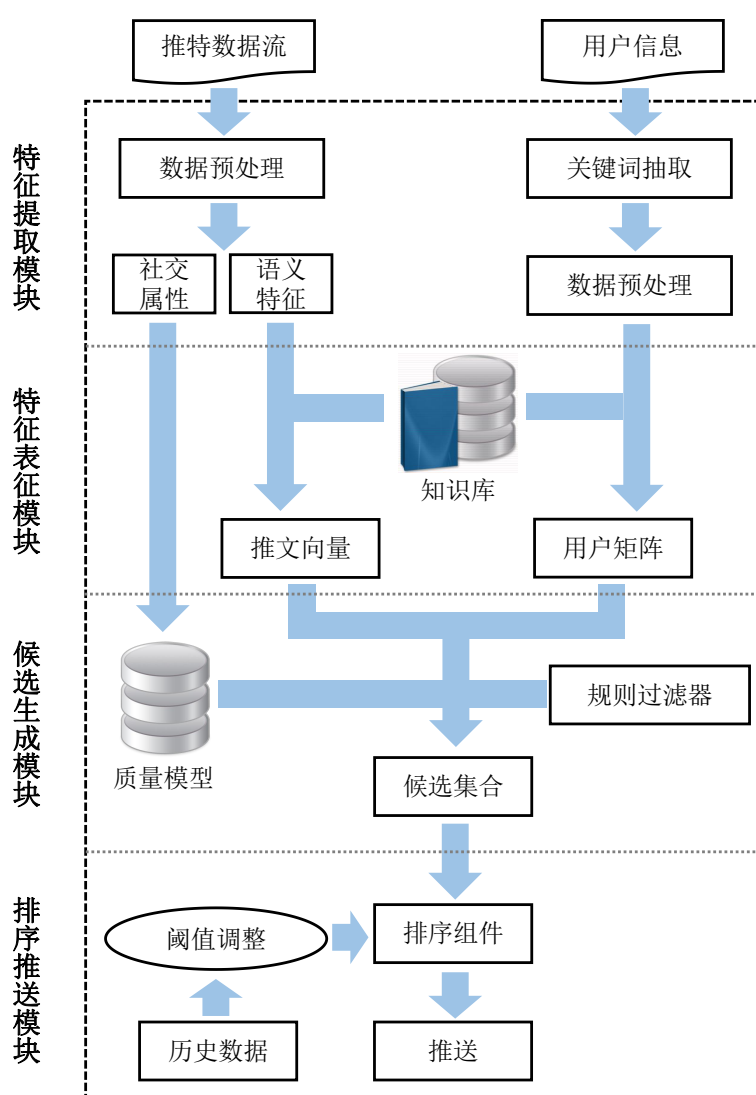 推特数据流
用户信息
特征提取模块
数据预处理
关键词抽取
社交
属性
语义
特征
数据预处理
特征表征模块
知识库
推文向量
用户矩阵
候选生成模块
规则过滤器
质量模型
候选集合
排序推送模块
阈值调整
排序组件
历史数据
推送